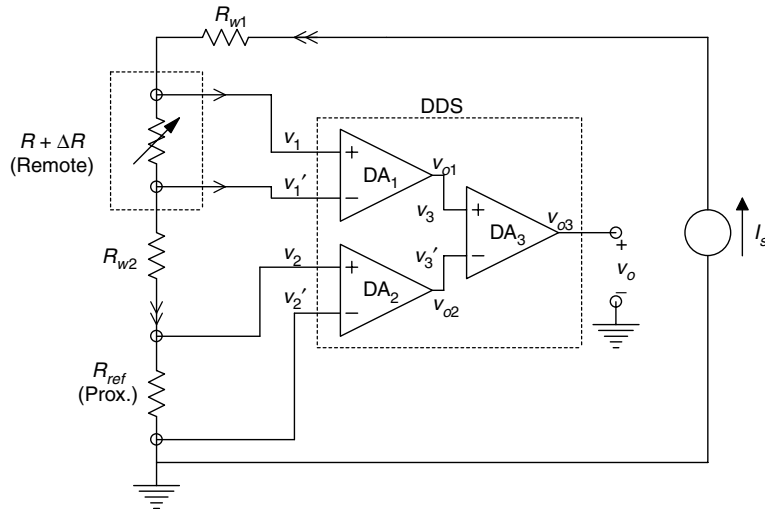 R_w1
DDS
R + ΔR
(Remote)
v_1
+
DA_1
v_o1
v_1′
−
v_3
+
DA_3
v_o3
−
+
v_o
−
I_s
R_w2
v_2
+
DA_2
v_3′
v_o2
v_2′
−
R_ref
(Prox.)